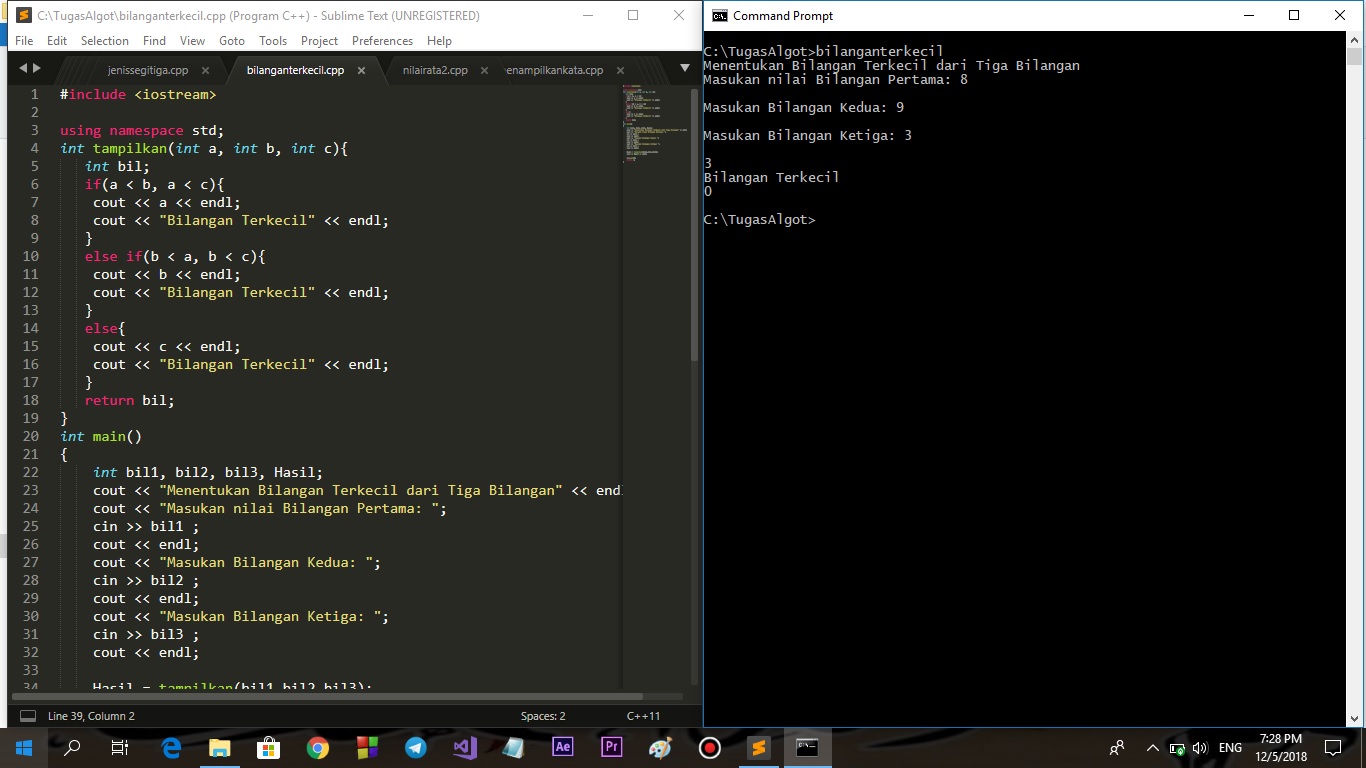 C:\TugasAlgot\bilanganterkecil.cpp (Program C++) - Sublime Text (UNREGISTERED)
File Edit Selection Find View Goto Tools Project Preferences Help
jenissegitiga.cpp bilanganterkecil.cpp nilairata2.cpp enampilkankata.cpp
1 #include <iostream>
2
3 using namespace std;
4 int tampilkan(int a, int b, int c){
5 int bil;
6 if(a < b, a < c){
7 cout << a << endl;
8 cout << "Bilangan Terkecil" << endl;
9 }
10 else if(b < a, b < c){
11 cout << b << endl;
12 cout << "Bilangan Terkecil" << endl;
13 }
14 else{
15 cout << c << endl;
16 cout << "Bilangan Terkecil" << endl;
17 }
18 return bil;
19 }
20 int main()
21 {
22 int bil1, bil2, bil3, Hasil;
23 cout << "Menentukan Bilangan Terkecil dari Tiga Bilangan" << endl
24 cout << "Masukan nilai Bilangan Pertama: ";
25 cin >> bil1 ;
26 cout << endl;
27 cout << "Masukan Bilangan Kedua: ";
28 cin >> bil2 ;
29 cout << endl;
30 cout << "Masukan Bilangan Ketiga: ";
31 cin >> bil3 ;
32 cout << endl;
33
34 Hasil = tampilkan(bil1,bil2,bil3);
Line 39, Column 2 Spaces: 2 C++11
Command Prompt
C:\TugasAlgot>bilanganterkecil
Menentukan Bilangan Terkecil dari Tiga Bilangan
Masukan nilai Bilangan Pertama: 8
Masukan Bilangan Kedua: 9
Masukan Bilangan Ketiga: 3
3
Bilangan Terkecil
0
C:\TugasAlgot>
Ae Pr ENG
7:28 PM
12/5/2018